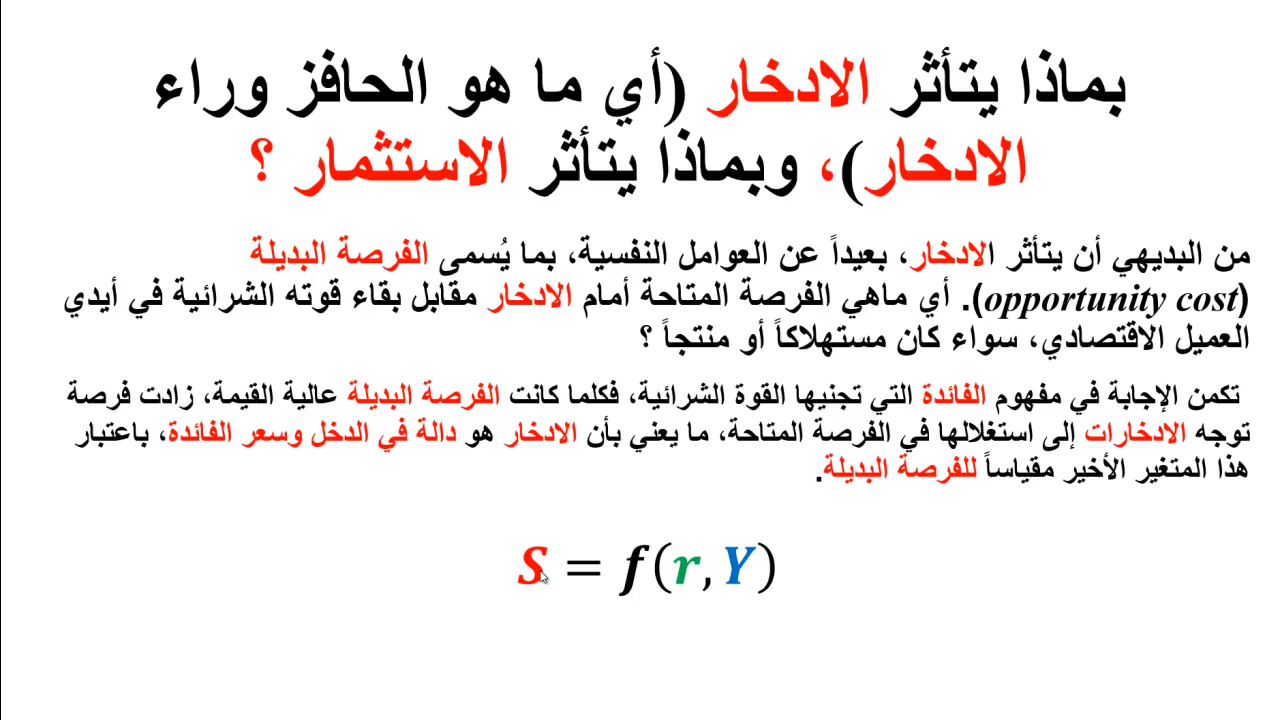 بماذا يتأثر الادخار (أي ما هو الحافز وراء
الادخار)، وبماذا يتأثر الاستثمار ؟
من البديهي أن يتأثر الادخار، بعيداً عن العوامل النفسية، بما يُسمى الفرصة البديلة
(opportunity cost). أي ماهي الفرصة المتاحة أمام الادخار مقابل بقاء قوته الشرائية في أيدي
العميل الاقتصادي، سواء كان مستهلاكاً أو منتجاً ؟
تكمن الإجابة في مفهوم الفائدة التي تجنيها القوة الشرائية، فكلما كانت الفرصة البديلة عالية القيمة، زادت فرصة
توجه الادخارات إلى استغلالها في الفرصة المتاحة، ما يعني بأن الادخار هو دالة في الدخل وسعر الفائدة، باعتبار
هذا المتغير الأخير مقياساً للفرصة البديلة.
S = f(r, Y)